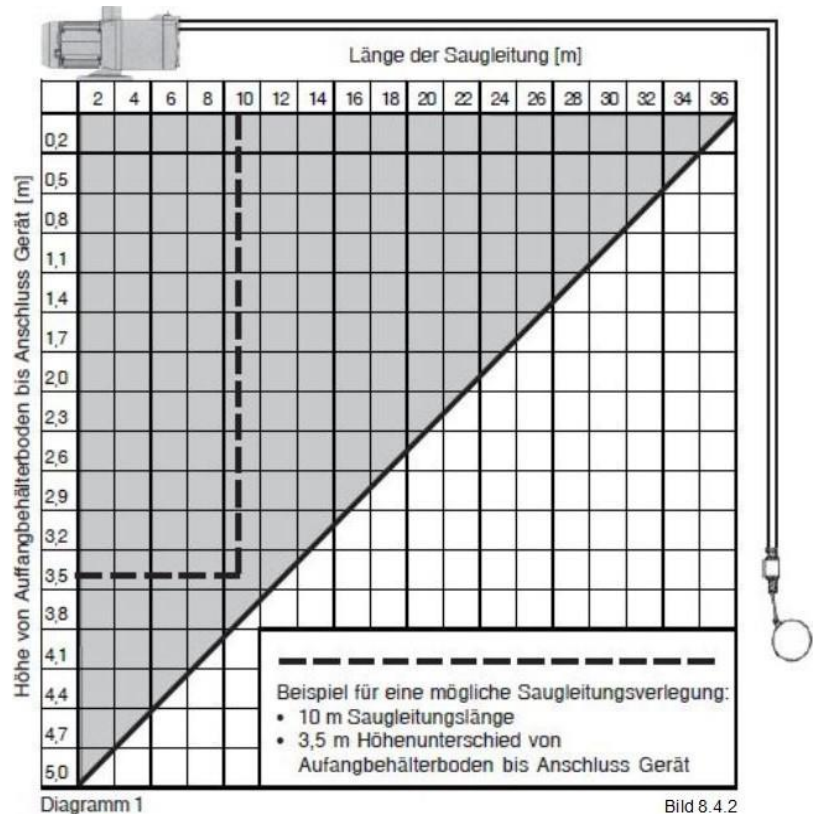 Länge der Saugleitung [m]
2 4 6 8 10 12 14 16 18 20 22 24 26 28 30 32 34 36
Höhe von Auffangbehälterboden bis Anschluss Gerät [m]
0,2
0,5
0,8
1,1
1,4
1,7
2,0
2,3
2,6
2,9
3,2
3,5
3,8
4,1
4,4
4,7
5,0
Beispiel für eine mögliche Saugleitungsverlegung:
• 10 m Saugleitungslänge
• 3,5 m Höhenunterschied von
Aufangbehälterboden bis Anschluss Gerät
Diagramm 1
Bild 8.4.2